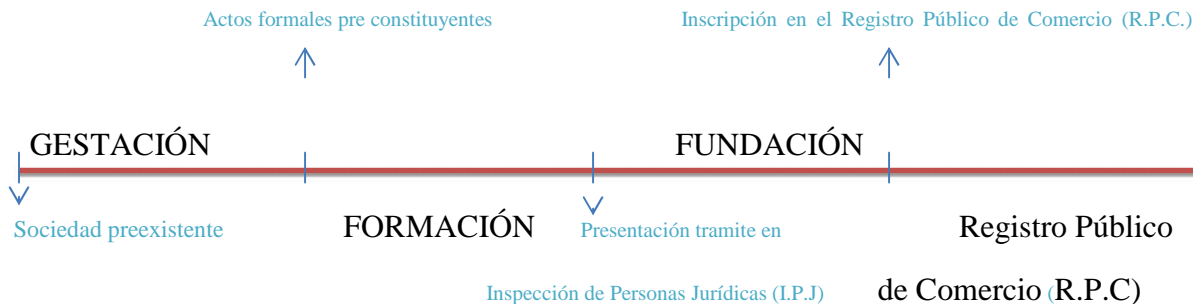 Actos formales pre constituyentes
Inscripción en el Registro Público de Comercio (R.P.C.)
GESTACIÓN
FUNDACIÓN
Sociedad preexistente
FORMACIÓN
Presentación tramite en
Registro Público
Inspección de Personas Jurídicas (I.P.J)
de Comercio (R.P.C)